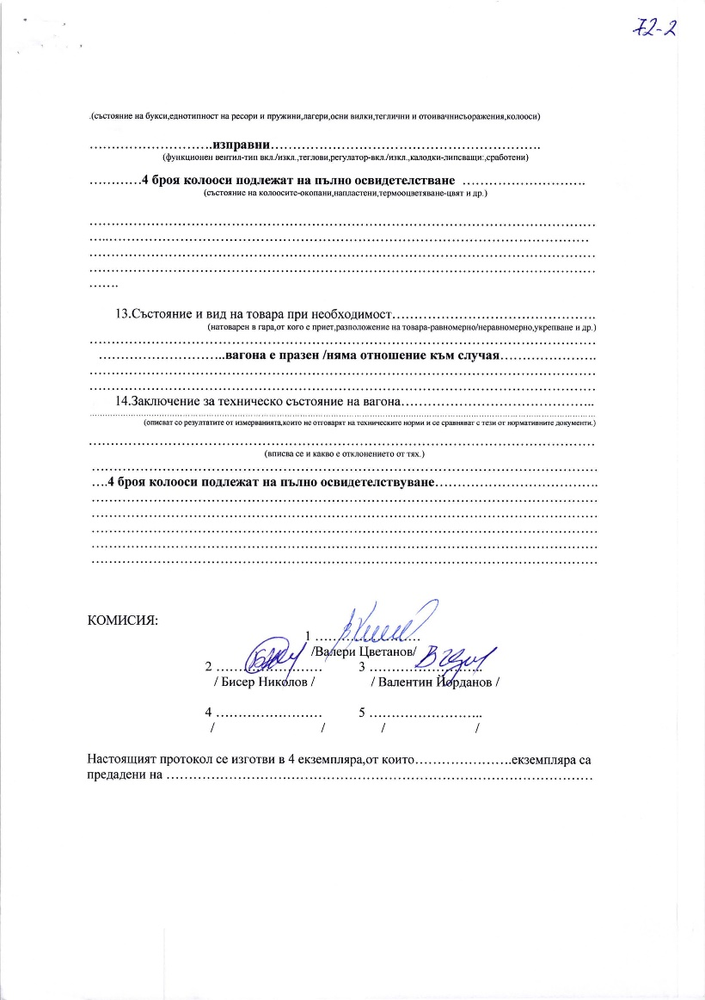 72-2
.(състояние на букси,еднотипност на ресори и пружини,лагери,осни вилки,теглични и отоивачнисъоражения,колооси)
……………………….изправни…………………………………………………….
(функционен вентил-тип вкл./изкл.,теглови,регулатор-вкл./изкл.,калодки-липсващи:,сработени)
…………4 броя колооси подлежат на пълно освидетелстване ……………………….
(състояние на колоосите-окопани,напластени,термооцветяване-цвят и др.)
……………………………………………………………………………………………………
…..………………………………………………………………………………………………
……………………………………………………………………………………………………
……………………………………………………………………………………………………
…….
13.Състояние и вид на товара при необходимост……………………………………….
(натоварен в гара,от кого е приет,разположение на товара-равномерно/неравномерно,укрепване и др.)
……………………………………………………………………………………………………
………………………..вагона е празен /няма отношение към случая………………….
……………………………………………………………………………………………………
……………………………………………………………………………………………………
14.Заключение за техническо състояние на вагона……………………………………..
……………………………………………………………………………………………………
(описват со резултатите от измерванията,които не отговарят на техническите норми и се сравняват с тези от нормативните документи.)
……………………………………………………………………………………………………
(вписва се и какво е отклонението от тях.)
……………………………………………………………………………………………………
….4 броя колооси подлежат на пълно освидетелствуване……………………………….
……………………………………………………………………………………………………
……………………………………………………………………………………………………
……………………………………………………………………………………………………
……………………………………………………………………………………………………
……………………………………………………………………………………………………
КОМИСИЯ:
1 ……………………
/Валери Цветанов/
2 …………………… 3 ……………………..
/ Бисер Николов / / Валентин Йорданов /
4 …………………… 5 ……………………..
/ / / /
Настоящият протокол се изготви в 4 екземпляра,от които………………….екземпляра са
предадени на ……………………………………………………………………………………